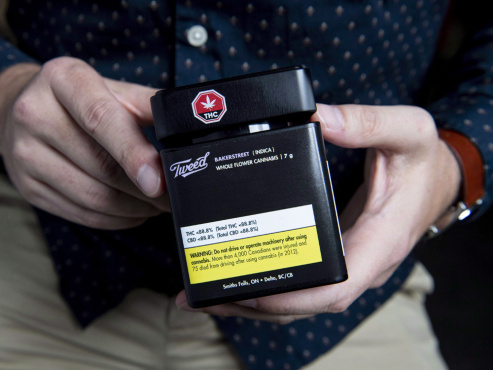 THC
Tweed
BAKERSTREET | (INDICA) |
WHOLE FLOWER CANNABIS | 7 g
THC <88.8% (Total THC <88.8%)
CBD <88.8% (Total CBD <88.8%)
WARNING: Do not drive or operate machinery after using
cannabis. More than 4,000 Canadians were injured and
75 died from driving after using cannabis (in 2012).
Smiths Falls, ON • Delta, BC/CB